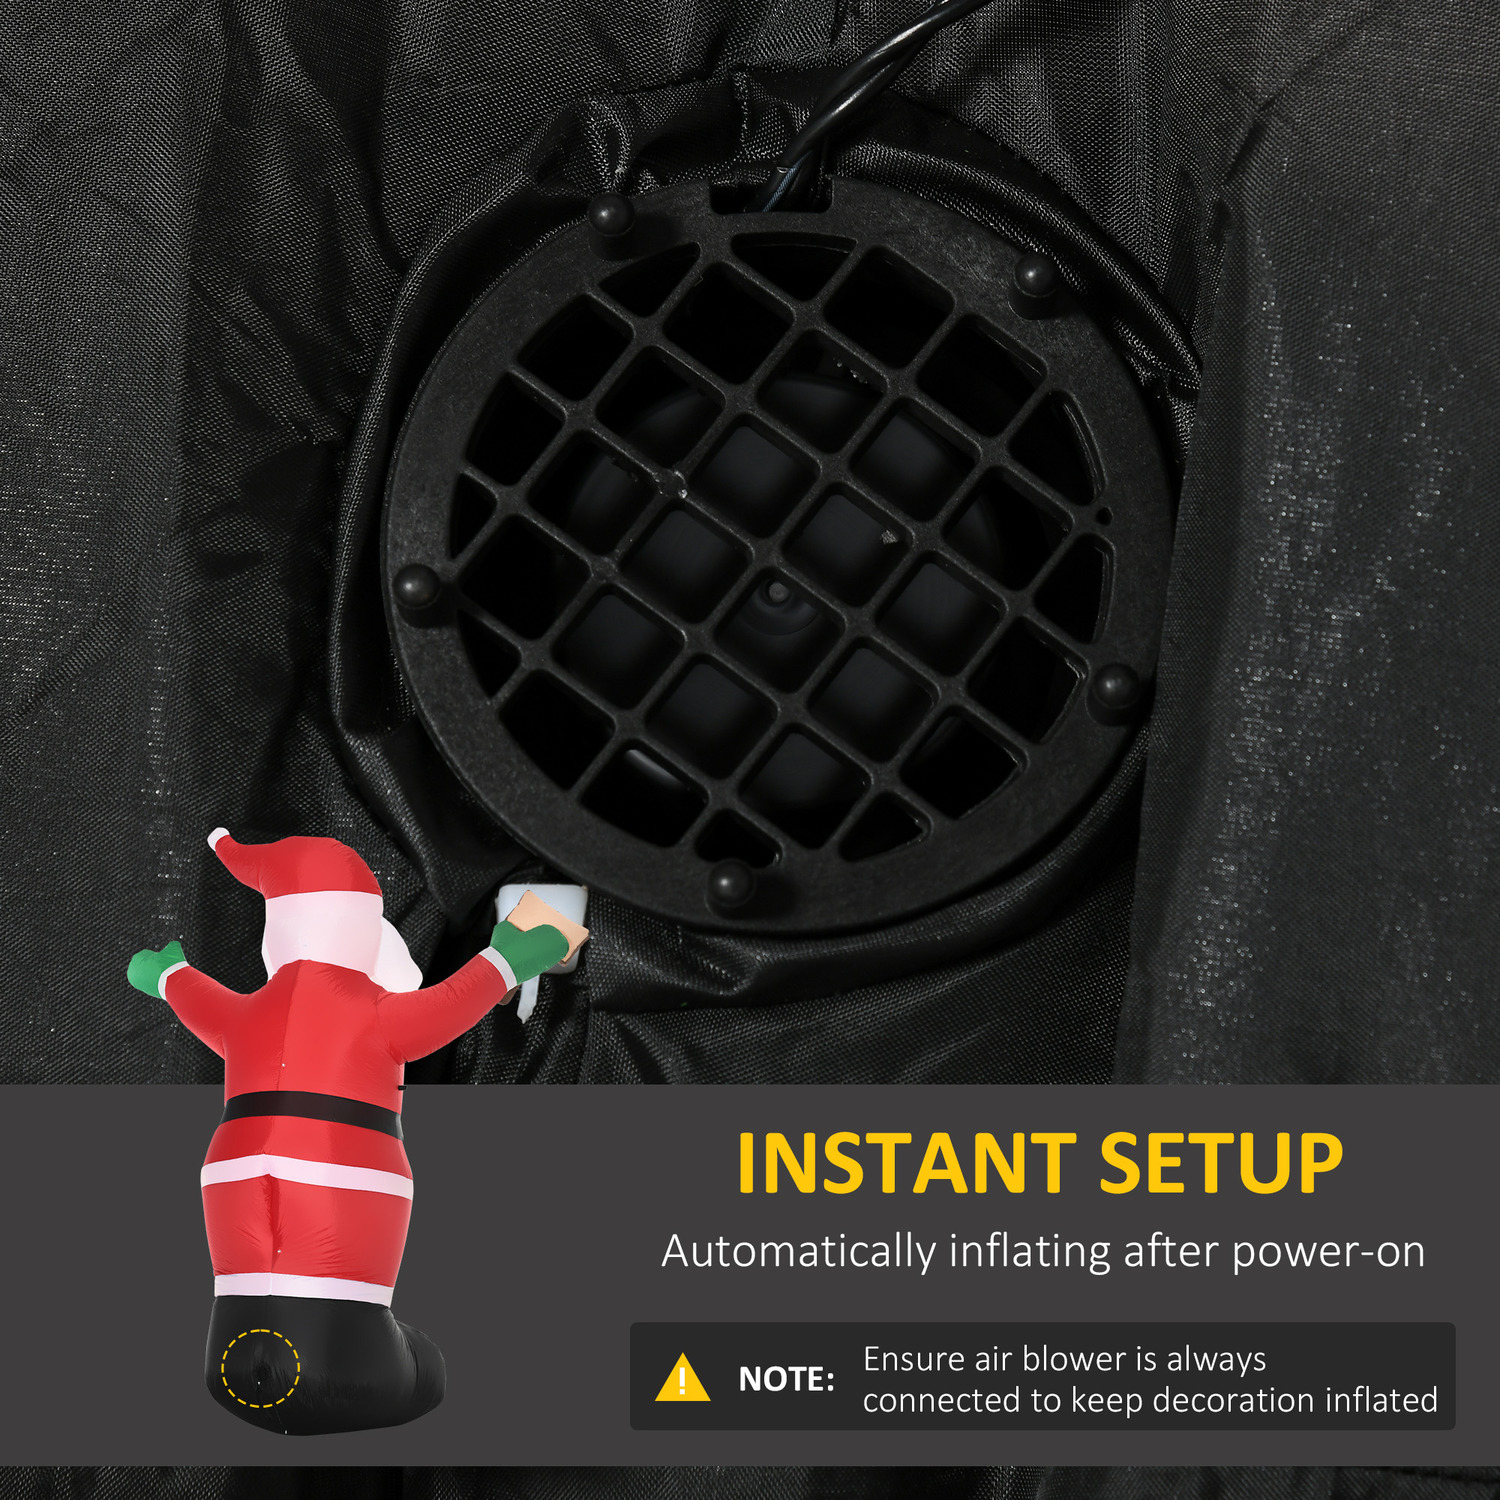 INSTANT SETUP
Automatically inflating after power-on
NOTE: Ensure air blower is always
connected to keep decoration inflated